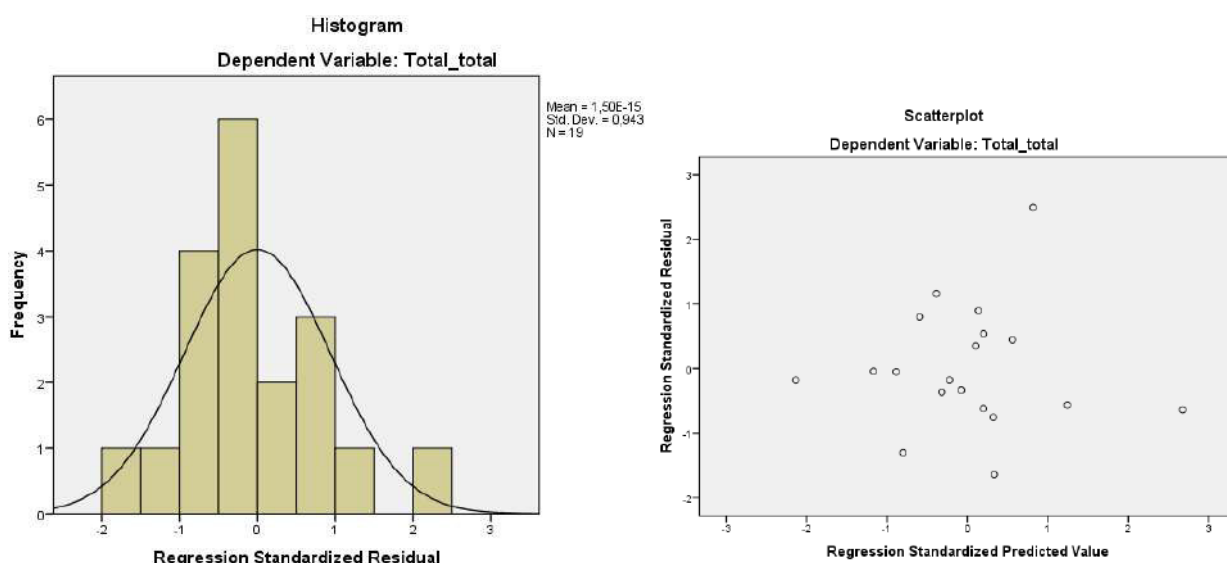 Histogram
Dependent Variable: Total_total
Mean = 1,50E-15
Std. Dev. = 0,943
N = 19
6
5
4
3
2
1
0
-2
-1
0
1
2
3
Frequency
Regression Standardized Residual
Scatterplot
Dependent Variable: Total_total
3
2
1
0
-1
-2
-3
-2
-1
0
1
2
3
Regression Standardized Residual
Regression Standardized Predicted Value